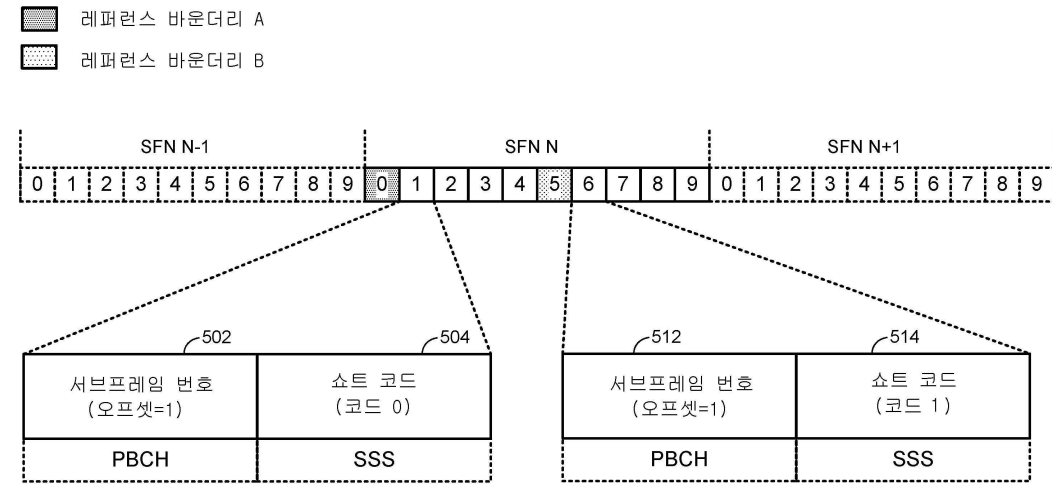 레퍼런스 바운더리 A
레퍼런스 바운더리 B
SFN N-1 SFN N SFN N+1
0 1 2 3 4 5 6 7 8 9 0 1 2 3 4 5 6 7 8 9 0 1 2 3 4 5 6 7 8 9
502 504 512 514
서브프레임 번호 쇼트 코드 서브프레임 번호 쇼트 코드
(오프셋=1) (코드 0) (오프셋=1) (코드 1)
PBCH SSS PBCH SSS